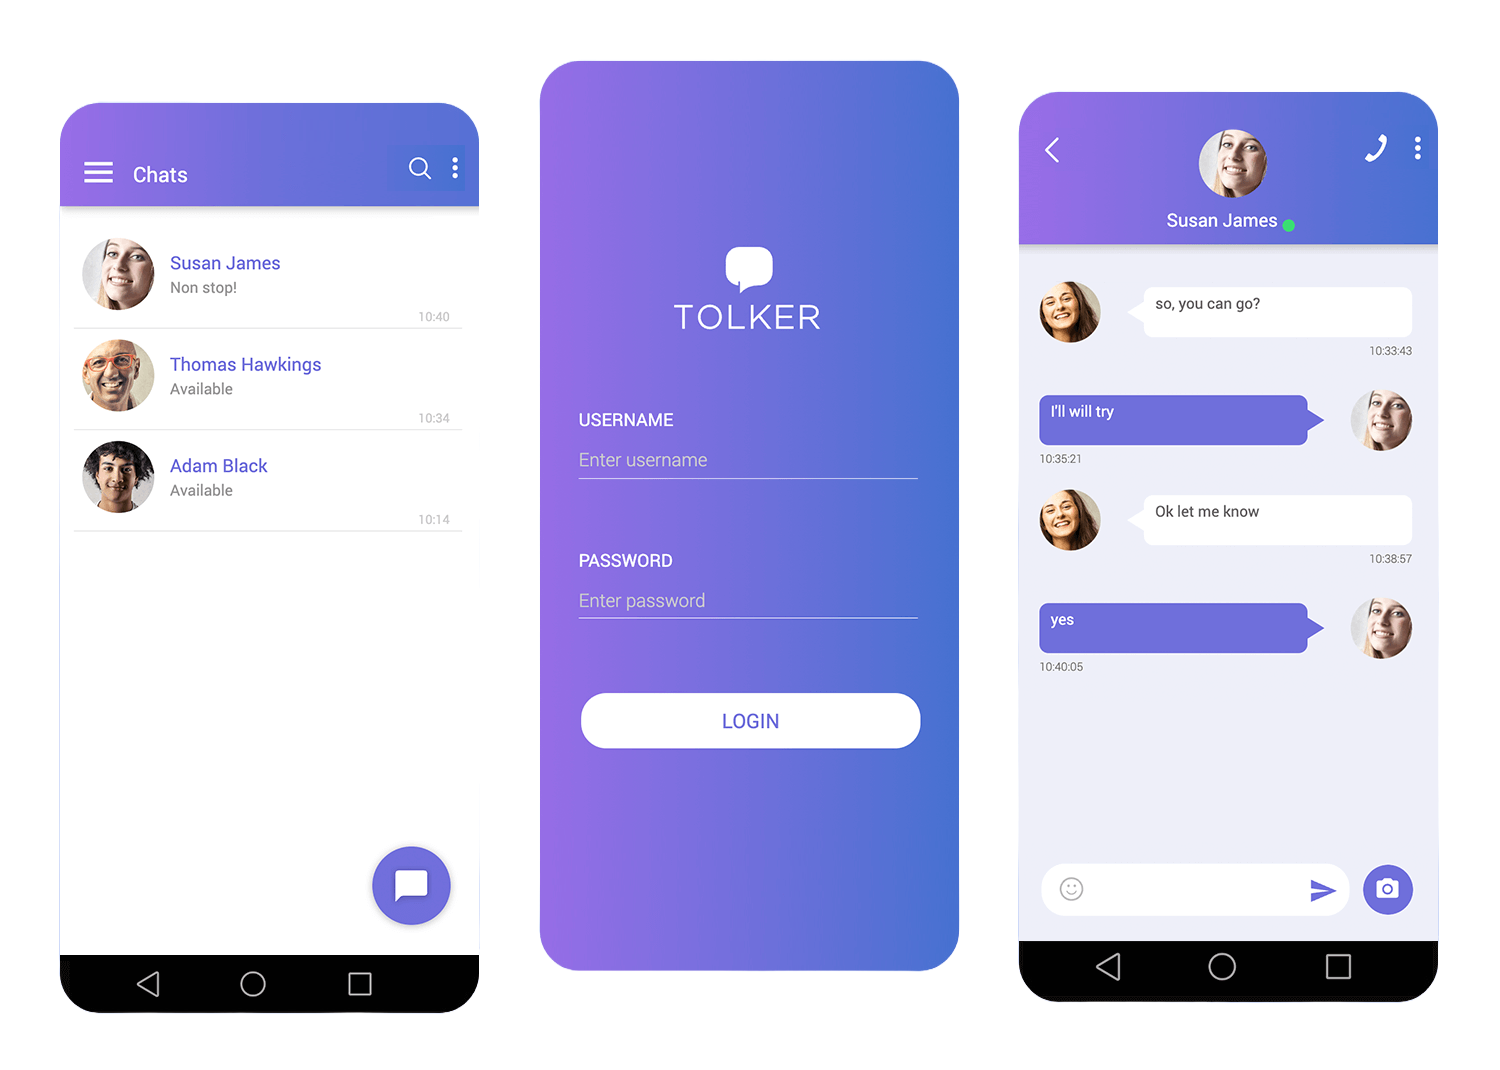 Chats
Susan James
Non stop!
10:40
Thomas Hawkings
Available
10:34
Adam Black
Available
10:14
TOLKER
USERNAME
Enter username
PASSWORD
Enter password
LOGIN
Susan James
so, you can go?
10:33:43
I'll will try
10:35:21
Ok let me know
10:38:57
yes
10:40:05